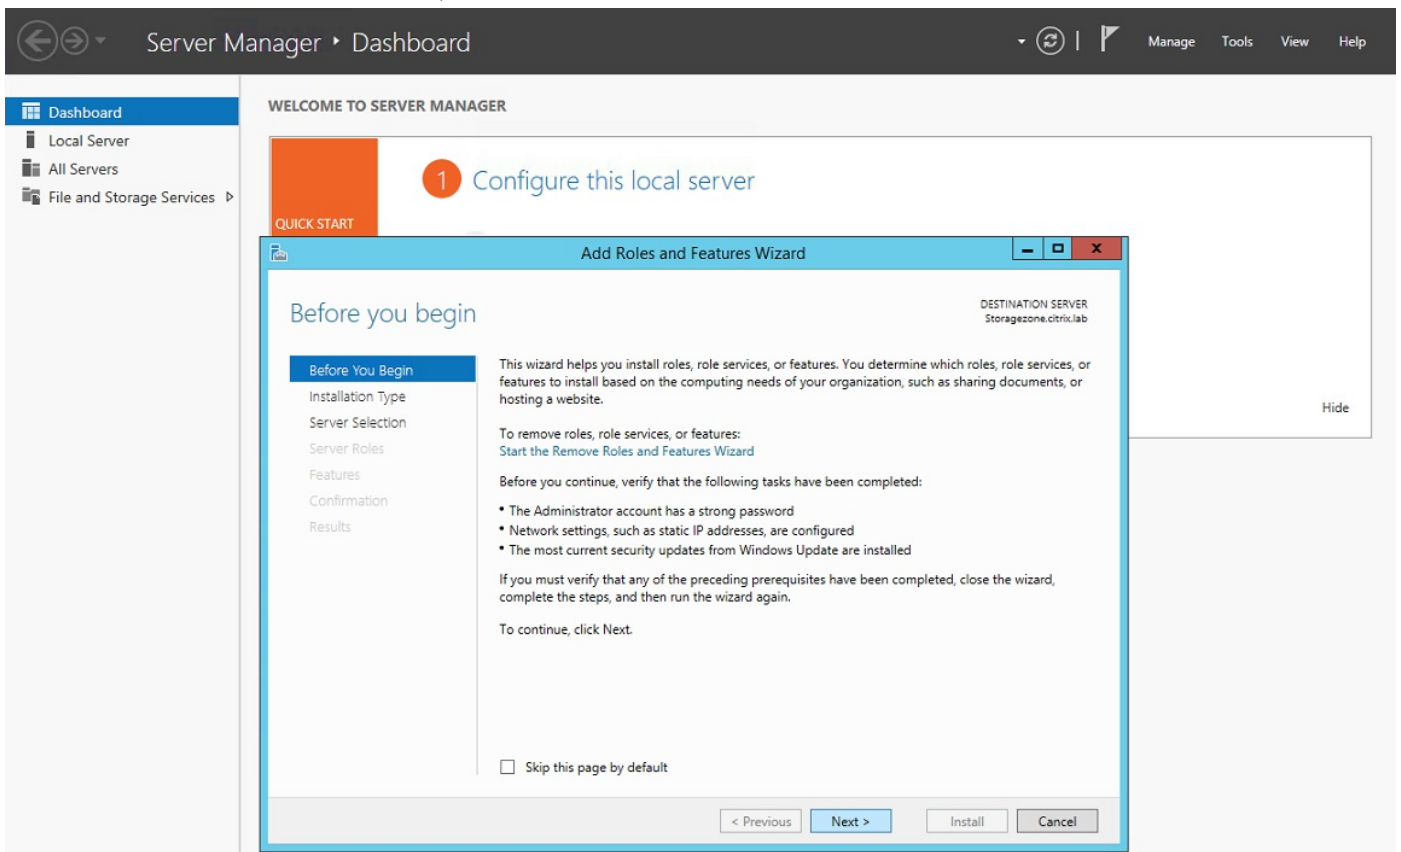 Server Manager ‣ Dashboard
Manage Tools View Help
Dashboard
Local Server
All Servers
File and Storage Services
WELCOME TO SERVER MANAGER
QUICK START
1 Configure this local server
Hide
Add Roles and Features Wizard
Before you begin
DESTINATION SERVER
Storagezone.citrix.lab
Before You Begin
Installation Type
Server Selection
Server Roles
Features
Confirmation
Results
This wizard helps you install roles, role services, or features. You determine which roles, role services, or
features to install based on the computing needs of your organization, such as sharing documents, or
hosting a website.
To remove roles, role services, or features:
Start the Remove Roles and Features Wizard
Before you continue, verify that the following tasks have been completed:
• The Administrator account has a strong password
• Network settings, such as static IP addresses, are configured
• The most current security updates from Windows Update are installed
If you must verify that any of the preceding prerequisites have been completed, close the wizard,
complete the steps, and then run the wizard again.
To continue, click Next.
Skip this page by default
< Previous Next > Install Cancel